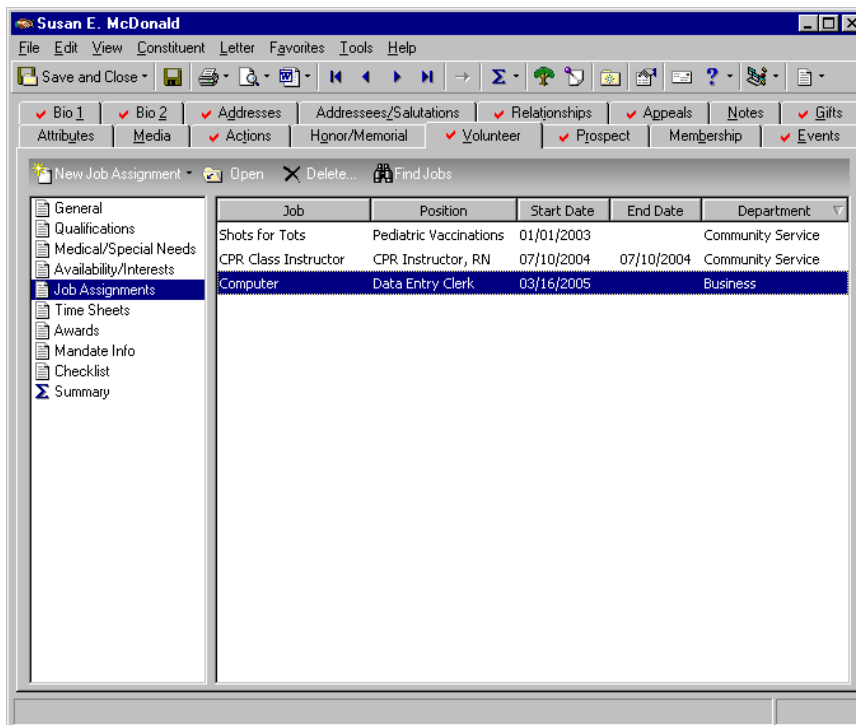 Susan E. McDonald
File Edit View Constituent Letter Favorites Tools Help
Save and Close
Bio 1 Bio 2 Addresses Addressees/Salutations Relationships Appeals Notes Gifts
Attributes Media Actions Honor/Memorial Volunteer Prospect Membership Events
New Job Assignment Open Delete... Find Jobs
General
Qualifications
Medical/Special Needs
Availability/Interests
Job Assignments
Time Sheets
Awards
Mandate Info
Checklist
Σ Summary
Job Position Start Date End Date Department
Shots for Tots Pediatric Vaccinations 01/01/2003 Community Service
CPR Class Instructor CPR Instructor, RN 07/10/2004 07/10/2004 Community Service
Computer Data Entry Clerk 03/16/2005 Business